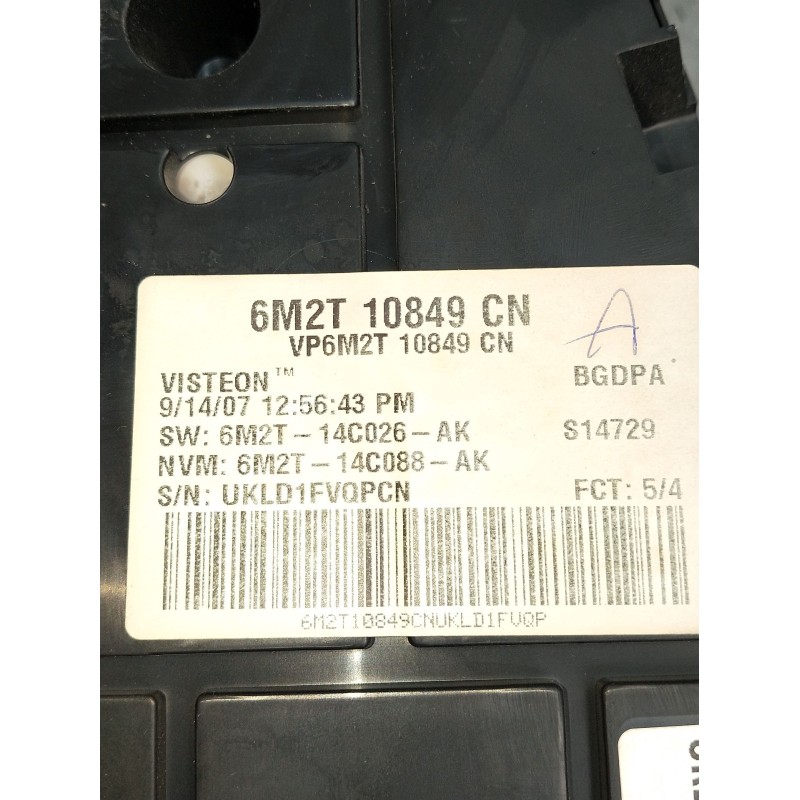 6M2T 10849 CN
A
VP6M2T 10849 CN
VISTEON™
BGDPA
9/14/07 12:56:43 PM
SW: 6M2T-14C026-AK S14729
NVM: 6M2T-14C088-AK
S/N: UKLD1FVQPCN FCT: 5/4
6M2T10849CNUKLD1FVQP